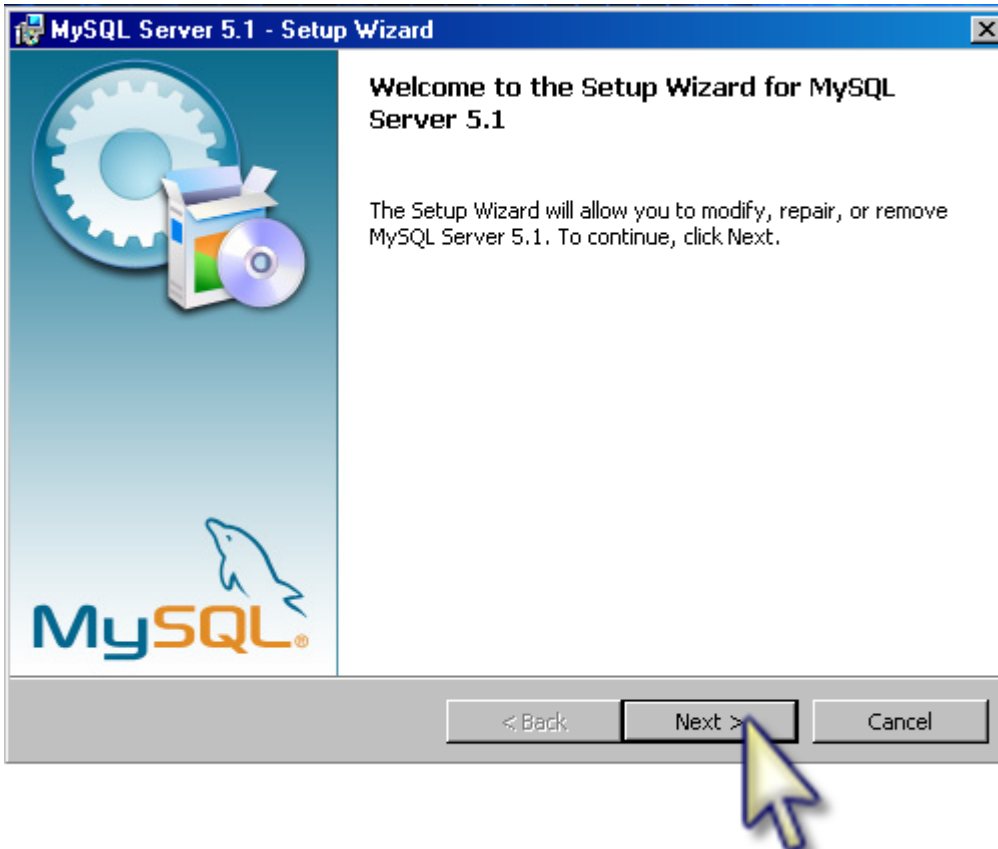 MySQL Server 5.1 - Setup Wizard
Welcome to the Setup Wizard for MySQL
Server 5.1
The Setup Wizard will allow you to modify, repair, or remove
MySQL Server 5.1. To continue, click Next.
MySQL®
< Back
Next >
Cancel